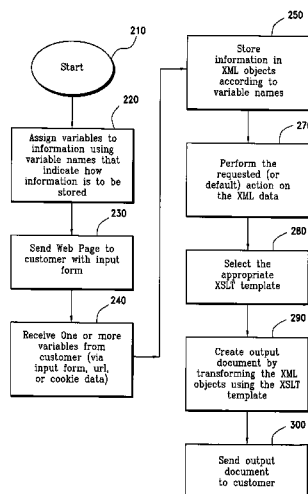 210
Start
220
Assign variables to
information using
variable names that
indicate how
information is to be
stored
230
Send Web Page to
customer with input
form
240
Receive One or more
variables from
customer (via
input form, url,
or cookie data)
250
Store
information in
XML objects
according to
variable names
270
Perform the
requested (or
default) action on
the XML data
280
Select the
appropriate
XSLT template
290
Create output
document by
transforming the XML
objects using the XSLT
template
300
Send output
document
to customer